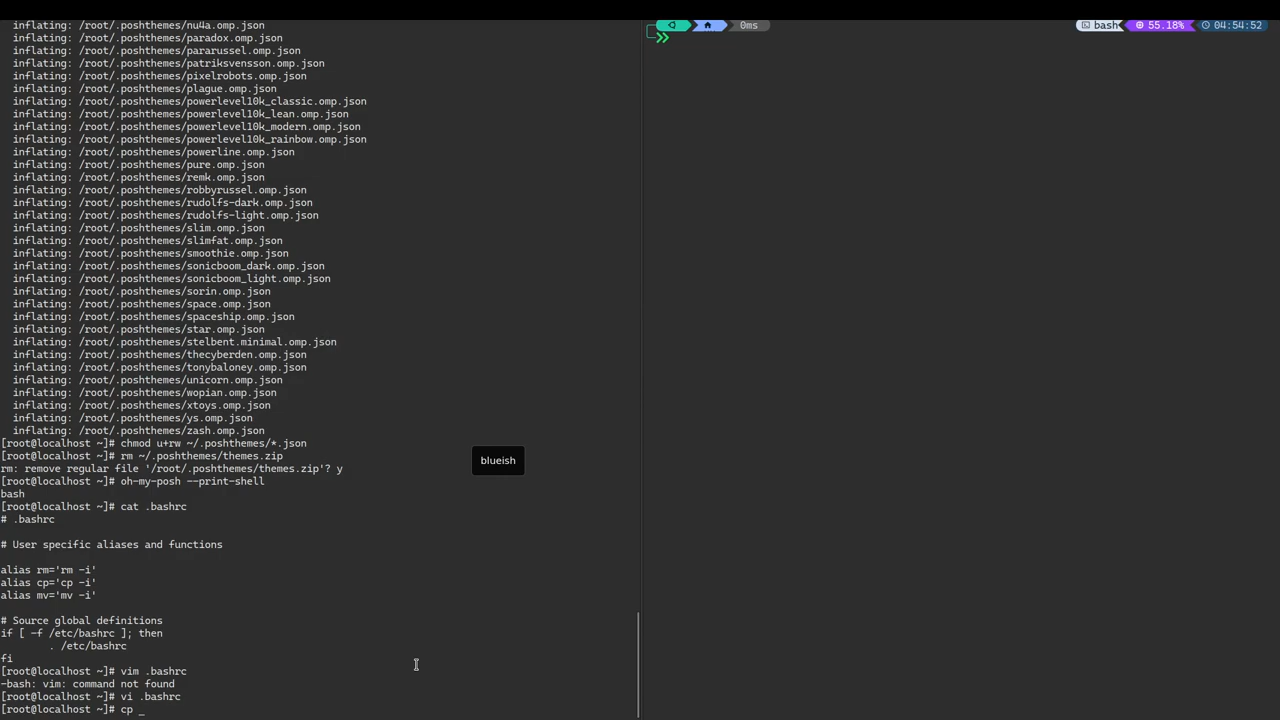 inflating: /root/.poshthemes/nu4a.omp.json
inflating: /root/.poshthemes/paradox.omp.json
inflating: /root/.poshthemes/pararussel.omp.json
inflating: /root/.poshthemes/patriksvensson.omp.json
inflating: /root/.poshthemes/pixelrobots.omp.json
inflating: /root/.poshthemes/plague.omp.json
inflating: /root/.poshthemes/powerlevel10k_classic.omp.json
inflating: /root/.poshthemes/powerlevel10k_lean.omp.json
inflating: /root/.poshthemes/powerlevel10k_modern.omp.json
inflating: /root/.poshthemes/powerlevel10k_rainbow.omp.json
inflating: /root/.poshthemes/powerline.omp.json
inflating: /root/.poshthemes/pure.omp.json
inflating: /root/.poshthemes/remk.omp.json
inflating: /root/.poshthemes/robbyrussel.omp.json
inflating: /root/.poshthemes/rudolfs-dark.omp.json
inflating: /root/.poshthemes/rudolfs-light.omp.json
inflating: /root/.poshthemes/slim.omp.json
inflating: /root/.poshthemes/slimfat.omp.json
inflating: /root/.poshthemes/smoothie.omp.json
inflating: /root/.poshthemes/sonicboom_dark.omp.json
inflating: /root/.poshthemes/sonicboom_light.omp.json
inflating: /root/.poshthemes/sorin.omp.json
inflating: /root/.poshthemes/space.omp.json
inflating: /root/.poshthemes/spaceship.omp.json
inflating: /root/.poshthemes/star.omp.json
inflating: /root/.poshthemes/stelbent.minimal.omp.json
inflating: /root/.poshthemes/thecyberden.omp.json
inflating: /root/.poshthemes/tonybaloney.omp.json
inflating: /root/.poshthemes/unicorn.omp.json
inflating: /root/.poshthemes/wopian.omp.json
inflating: /root/.poshthemes/xtoys.omp.json
inflating: /root/.poshthemes/ys.omp.json
inflating: /root/.poshthemes/zash.omp.json
[root@localhost ~]# chmod u+rw ~/.poshthemes/*.json
[root@localhost ~]# rm ~/.poshthemes/themes.zip
rm: remove regular file '/root/.poshthemes/themes.zip'? y
[root@localhost ~]# oh-my-posh --print-shell
bash
[root@localhost ~]# cat .bashrc
# .bashrc
# User specific aliases and functions
alias rm='rm -i'
alias cp='cp -i'
alias mv='mv -i'
# Source global definitions
if [ -f /etc/bashrc ]; then
. /etc/bashrc
fi
[root@localhost ~]# vim .bashrc
-bash: vim: command not found
[root@localhost ~]# vi .bashrc
[root@localhost ~]# cp _
blueish
0ms
bash 55.18% 04:54:52